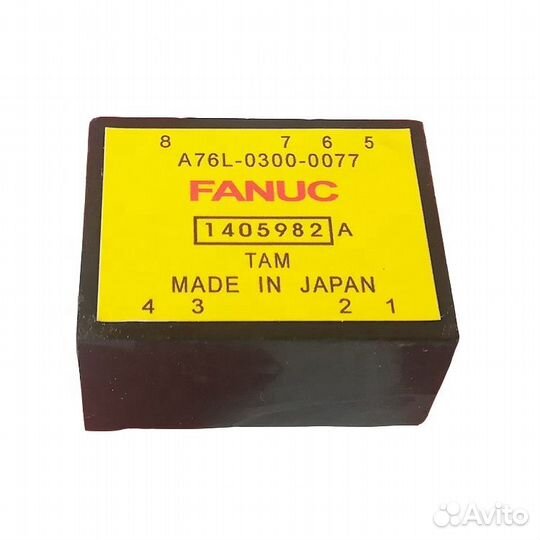 8 7 6 5
A76L-0300-0077
FANUC
1405982 A
TAM
MADE IN JAPAN
4 3 2 1
Avito